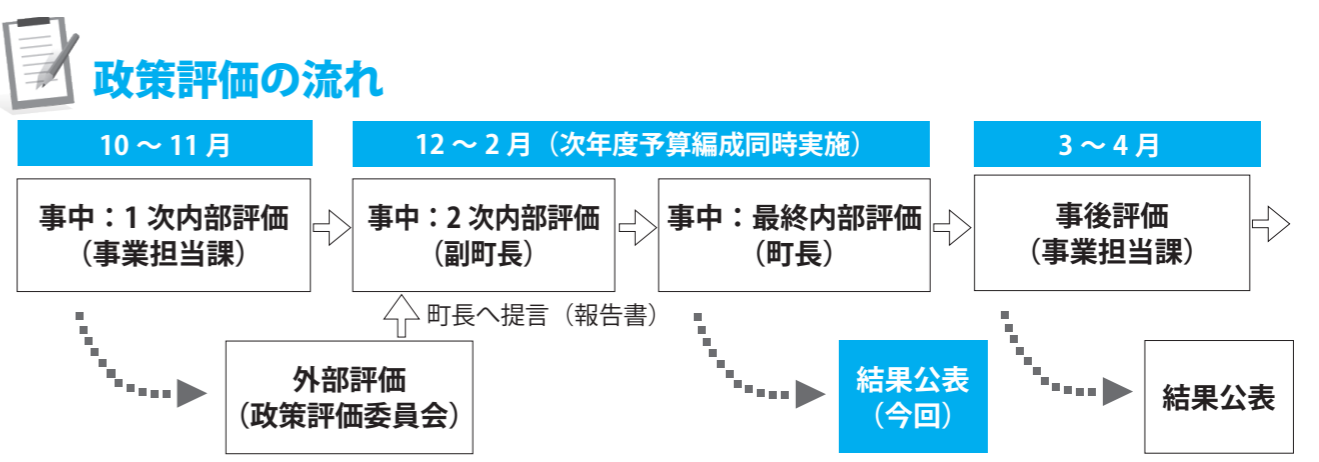 政策評価の流れ
10 ～ 11 月
12 ～ 2 月（次年度予算編成同時実施）
3 ～ 4 月
事中：1 次内部評価
（事業担当課）
事中：2 次内部評価
（副町長）
事中：最終内部評価
（町長）
事後評価
（事業担当課）
町長へ提言（報告書）
外部評価
（政策評価委員会）
結果公表
（今回）
結果公表